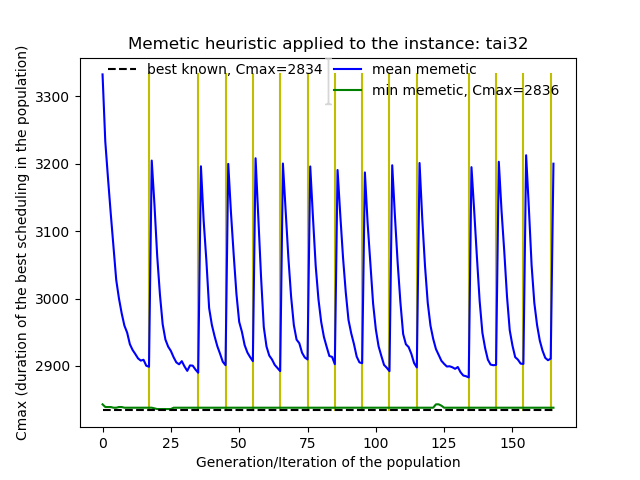 Memetic heuristic applied to the instance: tai32
best known, Cmax=2834
mean memetic
min memetic, Cmax=2836
Cmax (duration of the best scheduling in the population)
3300
3200
3100
3000
2900
0
25
50
75
100
125
150
Generation/Iteration of the population